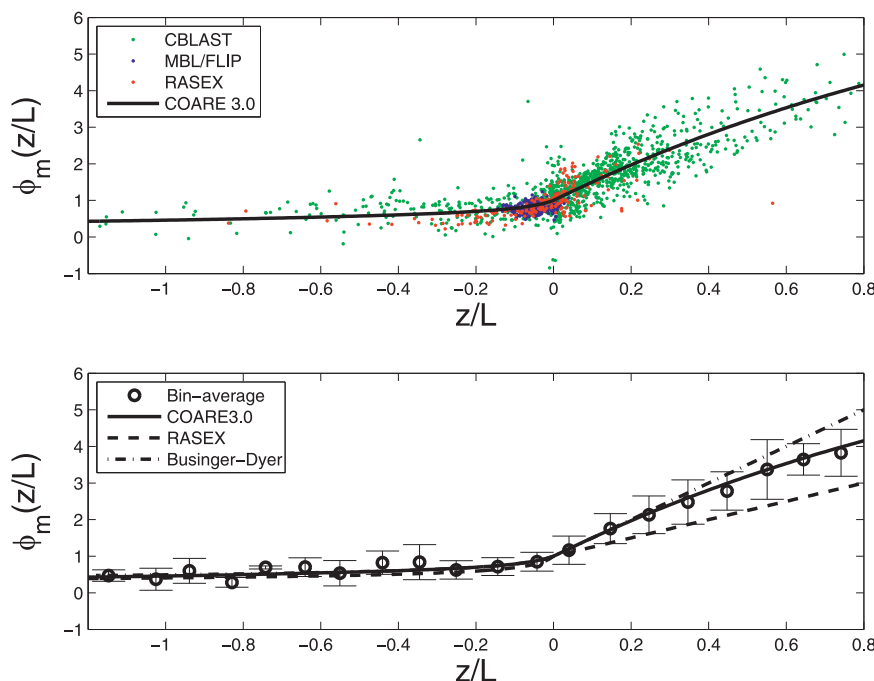 6
5
4
3
2
1
0
−1
ϕm(z/L)
CBLAST
MBL/FLIP
RASEX
COARE 3.0
−1 −0.8 −0.6 −0.4 −0.2 0 0.2 0.4 0.6 0.8
z/L
6
5
4
3
2
1
0
−1
ϕm(z/L)
Bin−average
COARE3.0
RASEX
Businger−Dyer
−1 −0.8 −0.6 −0.4 −0.2 0 0.2 0.4 0.6 0.8
z/L